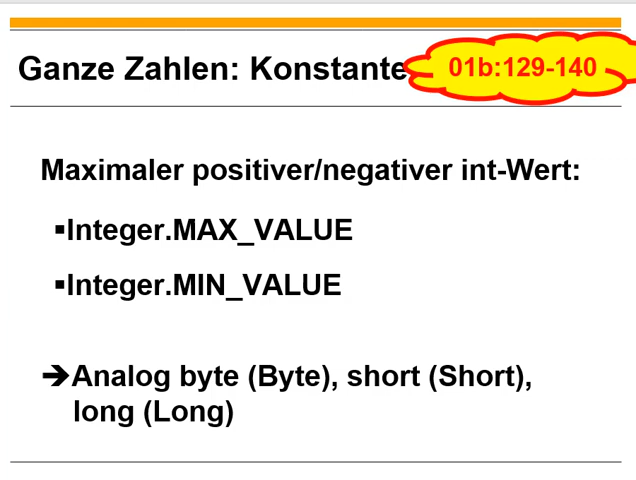 Ganze Zahlen: Konstante
01b:129-140
Maximaler positiver/negativer int-Wert:
▪Integer.MAX_VALUE
▪Integer.MIN_VALUE
➔Analog byte (Byte), short (Short),
long (Long)